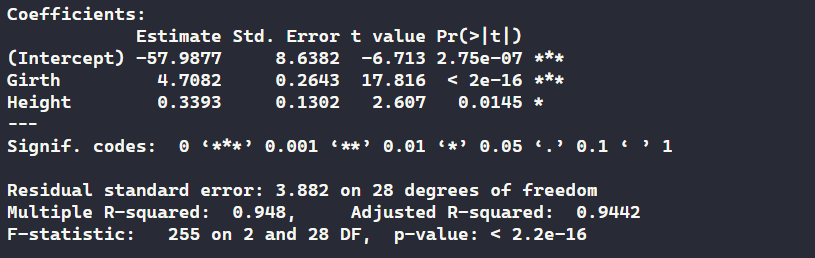 Coefficients:
            Estimate Std. Error t value Pr(>|t|)
(Intercept) -57.9877     8.6382  -6.713 2.75e-07 ***
Girth         4.7082     0.2643  17.816  < 2e-16 ***
Height        0.3393     0.1302   2.607   0.0145 *
---
Signif. codes:  0 ‘***’ 0.001 ‘**’ 0.01 ‘*’ 0.05 ‘.’ 0.1 ‘ ’ 1
Residual standard error: 3.882 on 28 degrees of freedom
Multiple R-squared:  0.948,     Adjusted R-squared:  0.9442
F-statistic:   255 on 2 and 28 DF,  p-value: < 2.2e-16